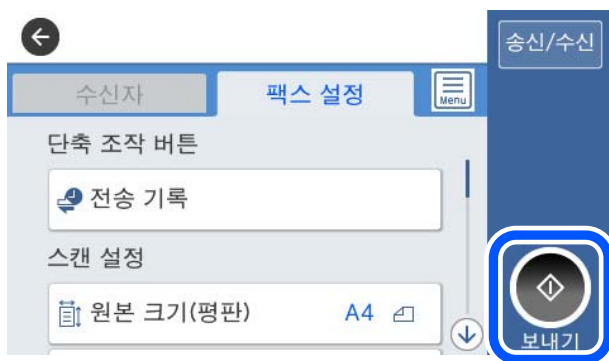 송신/수신
수신자
팩스 설정
Menu
단축 조작 버튼
전송 기록
스캔 설정
원본 크기(평판) A4
보내기